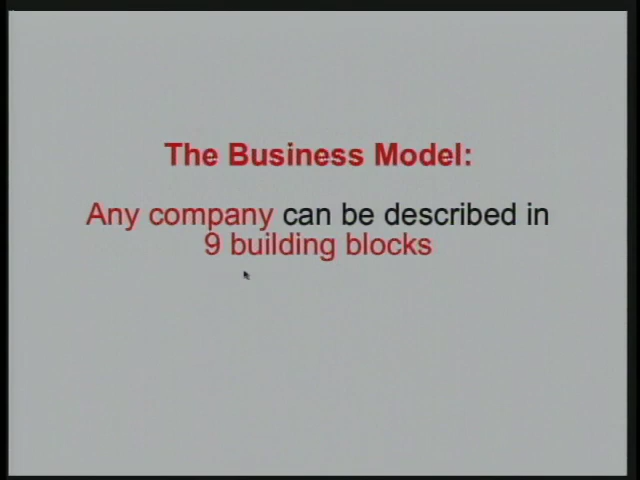 The Business Model:
Any company can be described in
9 building blocks